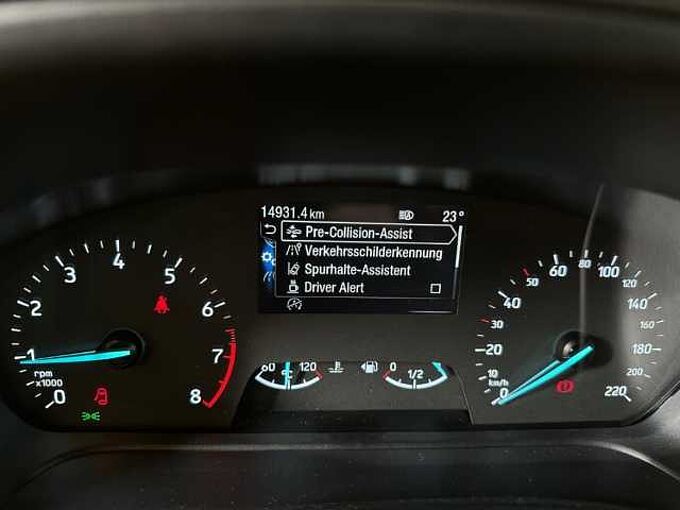 14931.4 km 23°
Pre-Collision-Assist
Verkehrsschilderkennung
Spurhalte-Assistent
Driver Alert
0 1 2 3 4 5 6 7 8
rpm
x1000
60 °C 120
0 1/2
0 10 20 30 40 50 60 80 100 120 140 160 180 200 220
km/h